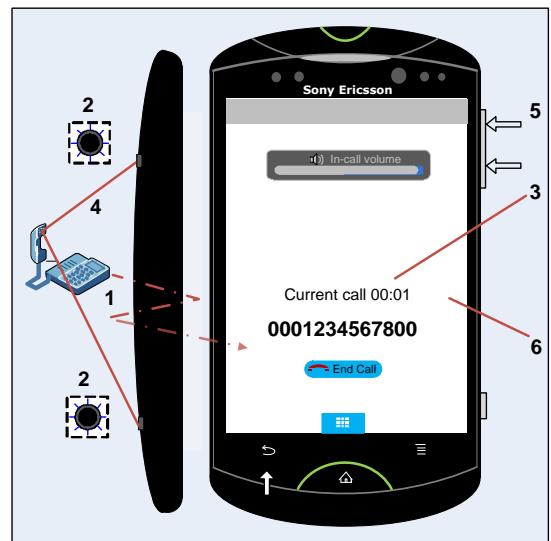 Sony Ericsson
2
5
In-call volume
3
4
1
Current call 00:01
0001234567800
6
End Call
2